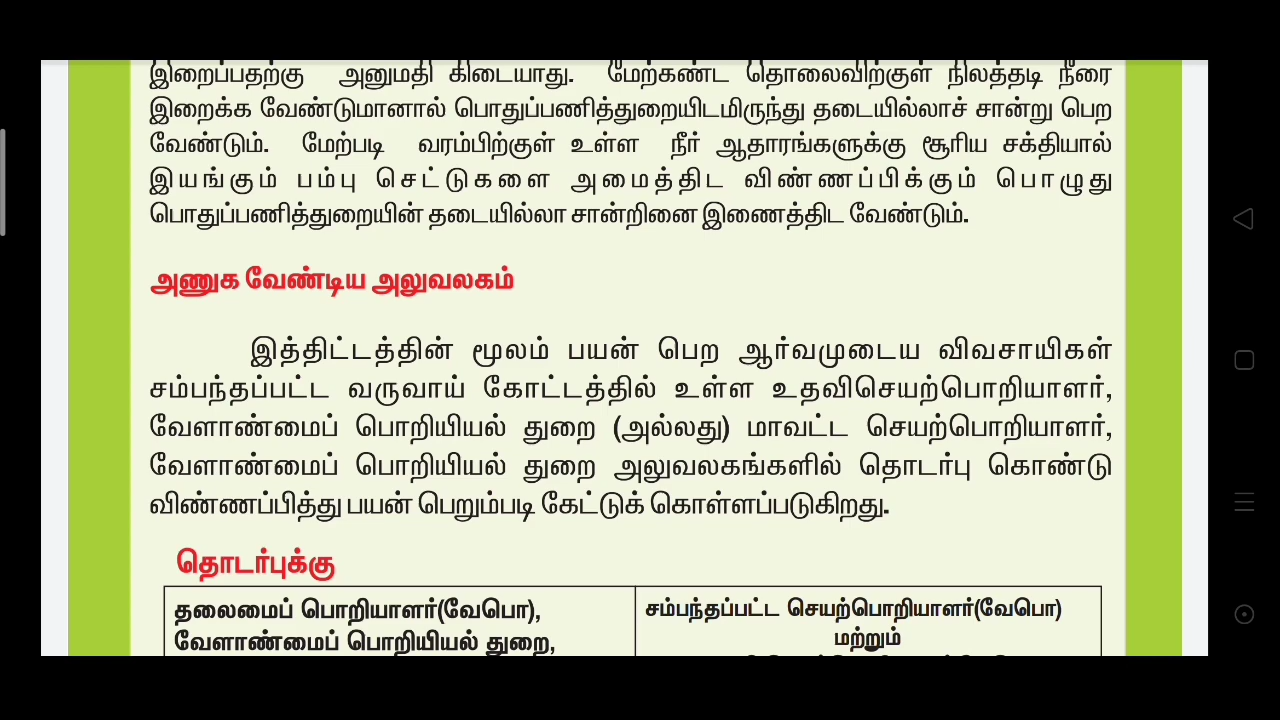 இறைப்பதற்கு அனுமதி கிடையாது. மேற்கண்ட தொலைவிற்குள் நிலத்தடி நீரை
இறைக்க வேண்டுமானால் பொதுப்பணித்துறையிடமிருந்து தடையில்லாச் சான்று பெற
வேண்டும். மேற்படி வரம்பிற்குள் உள்ள நீர் ஆதாரங்களுக்கு சூரிய சக்தியால்
இயங்கும் பம்பு செட்டுகளை அமைத்திட விண்ணப்பிக்கும் பொழுது
பொதுப்பணித்துறையின் தடையில்லா சான்றினை இணைத்திட வேண்டும்.
அணுக வேண்டிய அலுவலகம்
இத்திட்டத்தின் மூலம் பயன் பெற ஆர்வமுடைய விவசாயிகள்
சம்பந்தப்பட்ட வருவாய் கோட்டத்தில் உள்ள உதவிசெயற்பொறியாளர்,
வேளாண்மைப் பொறியியல் துறை (அல்லது) மாவட்ட செயற்பொறியாளர்,
வேளாண்மைப் பொறியியல் துறை அலுவலகங்களில் தொடர்பு கொண்டு
விண்ணப்பித்து பயன் பெறும்படி கேட்டுக் கொள்ளப்படுகிறது.
தொடர்புக்கு
தலைமைப் பொறியாளர்(வேபொ),
வேளாண்மைப் பொறியியல் துறை,
சம்பந்தப்பட்ட செயற்பொறியாளர்(வேபொ)
மற்றும்